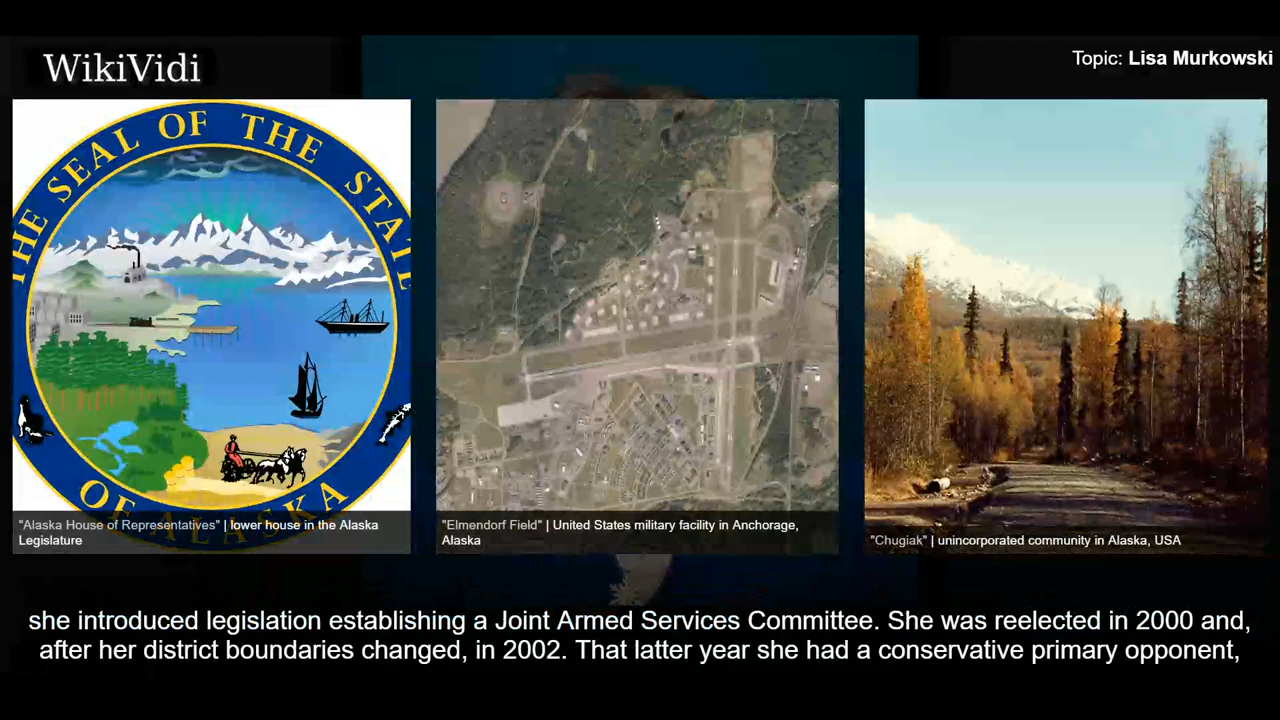 WikiVidi
Topic: Lisa Murkowski
THE SEAL OF THE STATE
OF ALASKA
"Alaska House of Representatives" | lower house in the Alaska
Legislature
"Elmendorf Field" | United States military facility in Anchorage,
Alaska
"Chugiak" | unincorporated community in Alaska, USA
she introduced legislation establishing a Joint Armed Services Committee. She was reelected in 2000 and,
after her district boundaries changed, in 2002. That latter year she had a conservative primary opponent,